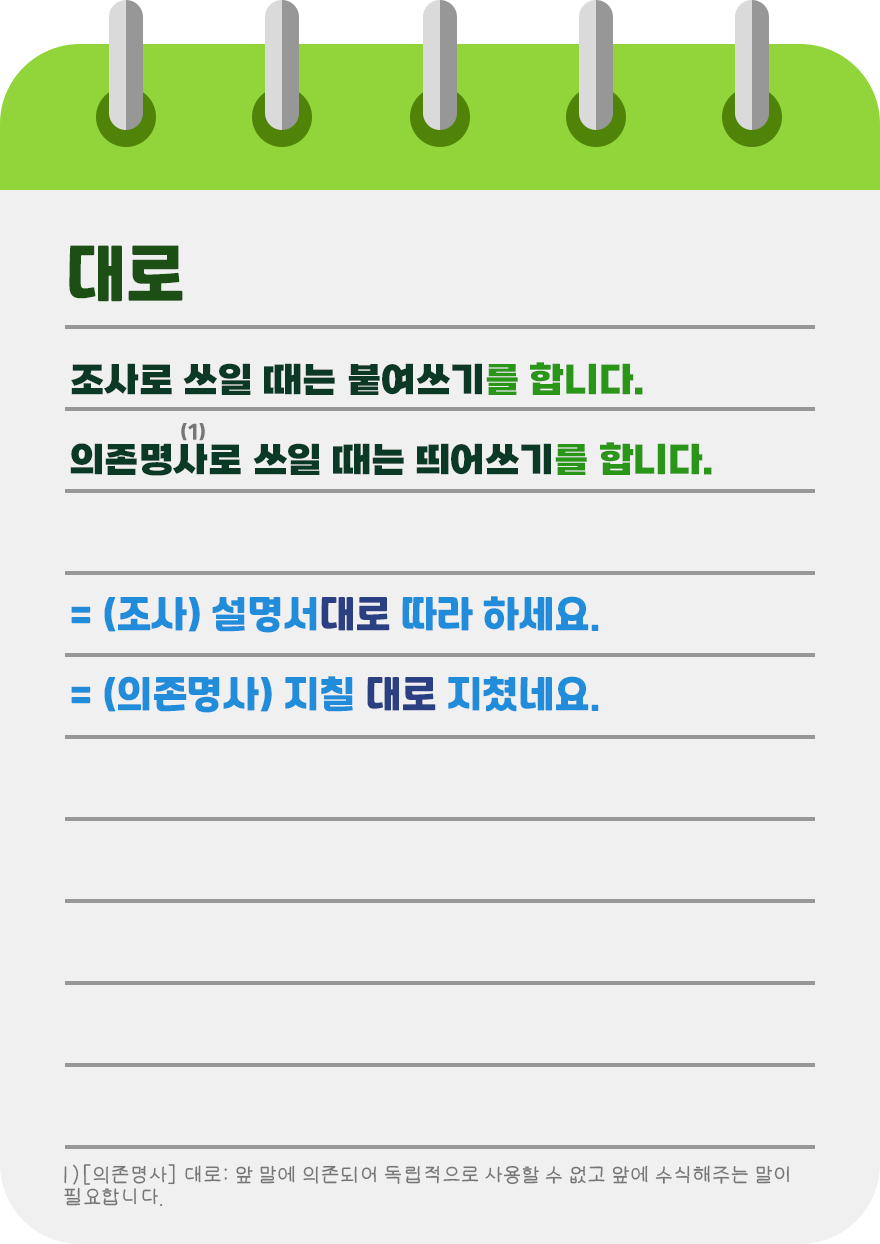 대로
조사로 쓰일 때는 붙여쓰기를 합니다.
(1)
의존명사로 쓰일 때는 띄어쓰기를 합니다.
= (조사) 설명서대로 따라 하세요.
= (의존명사) 지칠 대로 지쳤네요.
1)[의존명사] 대로: 앞 말에 의존되어 독립적으로 사용할 수 없고 앞에 수식해주는 말이
필요합니다.